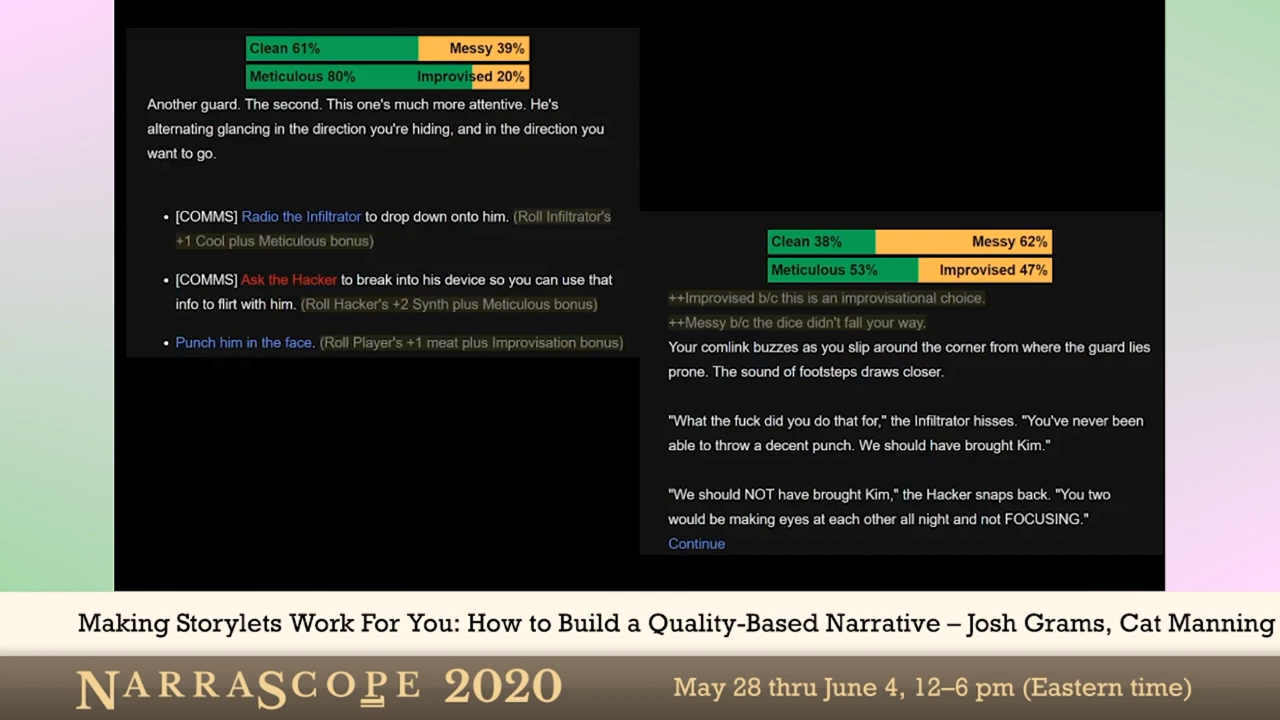 Clean 61% Messy 39%
Meticulous 80% Improvised 20%
Another guard. The second. This one's much more attentive. He's
alternating glancing in the direction you're hiding, and in the direction you
want to go.
• [COMMS] Radio the Infiltrator to drop down onto him. (Roll Infiltrator's
+1 Cool plus Meticulous bonus)
• [COMMS] Ask the Hacker to break into his device so you can use that
info to flirt with him. (Roll Hacker's +2 Synth plus Meticulous bonus)
• Punch him in the face. (Roll Player's +1 meat plus Improvisation bonus)
Clean 38% Messy 62%
Meticulous 53% Improvised 47%
++Improvised b/c this is an improvisational choice.
++Messy b/c the dice didn't fall your way.
Your comlink buzzes as you slip around the corner from where the guard lies
prone. The sound of footsteps draws closer.
"What the fuck did you do that for," the Infiltrator hisses. "You've never been
able to throw a decent punch. We should have brought Kim."
"We should NOT have brought Kim," the Hacker snaps back. "You two
would be making eyes at each other all night and not FOCUSING."
Continue
Making Storylets Work For You: How to Build a Quality-Based Narrative – Josh Grams, Cat Manning
NARRASCOPE 2020
May 28 thru June 4, 12–6 pm (Eastern time)